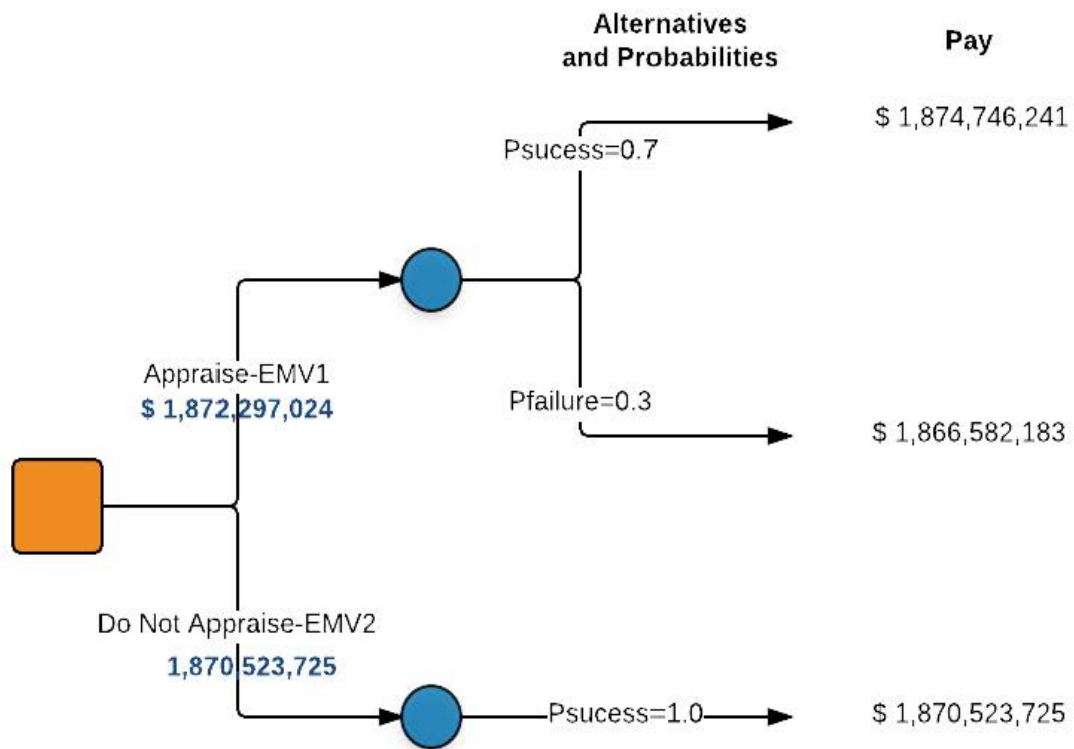 Alternatives
and Probabilities
Pay
$ 1,874,746,241
Psucess=0.7
Appraise-EMV1
$ 1,872,297,024
Pfailure=0.3
$ 1,866,582,183
Do Not Appraise-EMV2
1,870,523,725
Psucess=1.0
$ 1,870,523,725